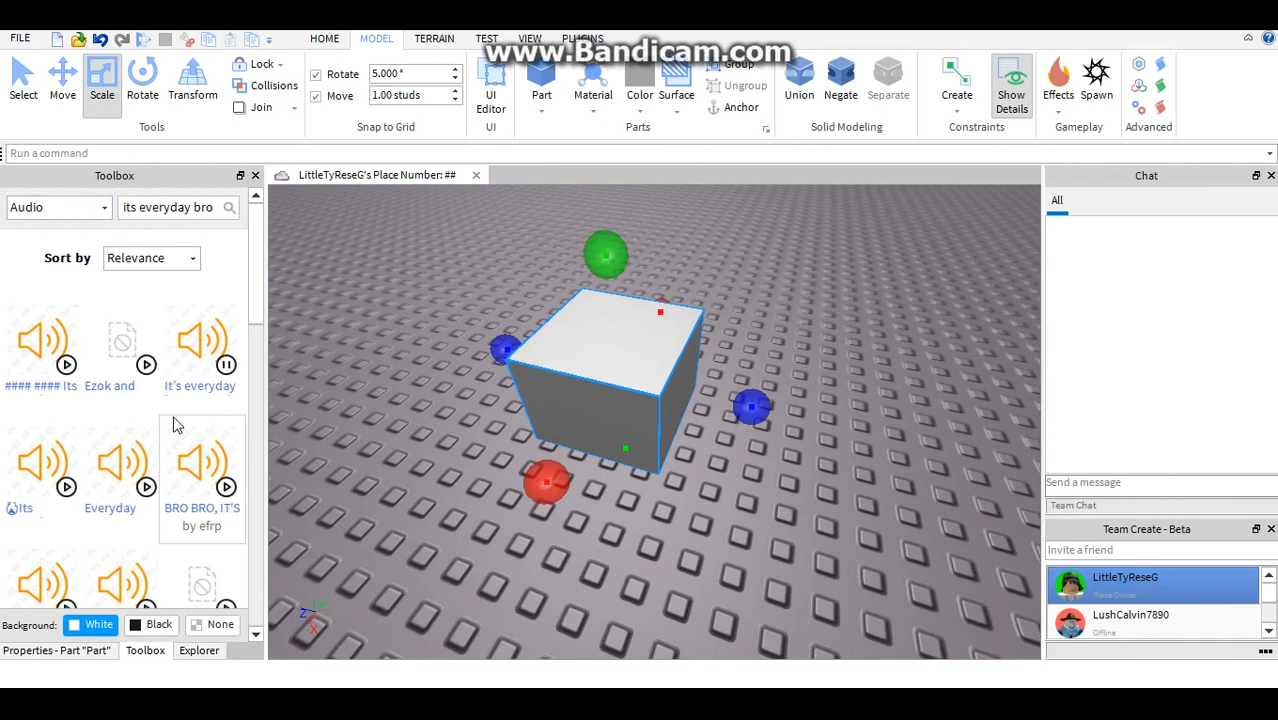 www.Bandicam.com
FILE
HOME MODEL TERRAIN TEST VIEW PLUGINS
Select Move Scale Rotate Transform
Lock
Collisions
Join
Tools
Rotate 5.000 °
Move 1.00 studs
Snap to Grid
UI Editor
UI
Part Material Color Surface
Group
Ungroup
Anchor
Parts
Union Negate Separate
Solid Modeling
Create Show Details
Constraints
Effects Spawn
Gameplay
Advanced
Run a command
Toolbox
Audio its everyday bro
Sort by Relevance
#### #### Its Ezok and It's everyday
Its Everyday BRO BRO, IT'S
by efrp
Background: White Black None
Properties - Part "Part" Toolbox Explorer
LittleTyReseG's Place Number: ##
Chat
All
Send a message
Team Chat
Team Create - Beta
Invite a friend
LittleTyReseG
Place Owner
LushCalvin7890
Offline